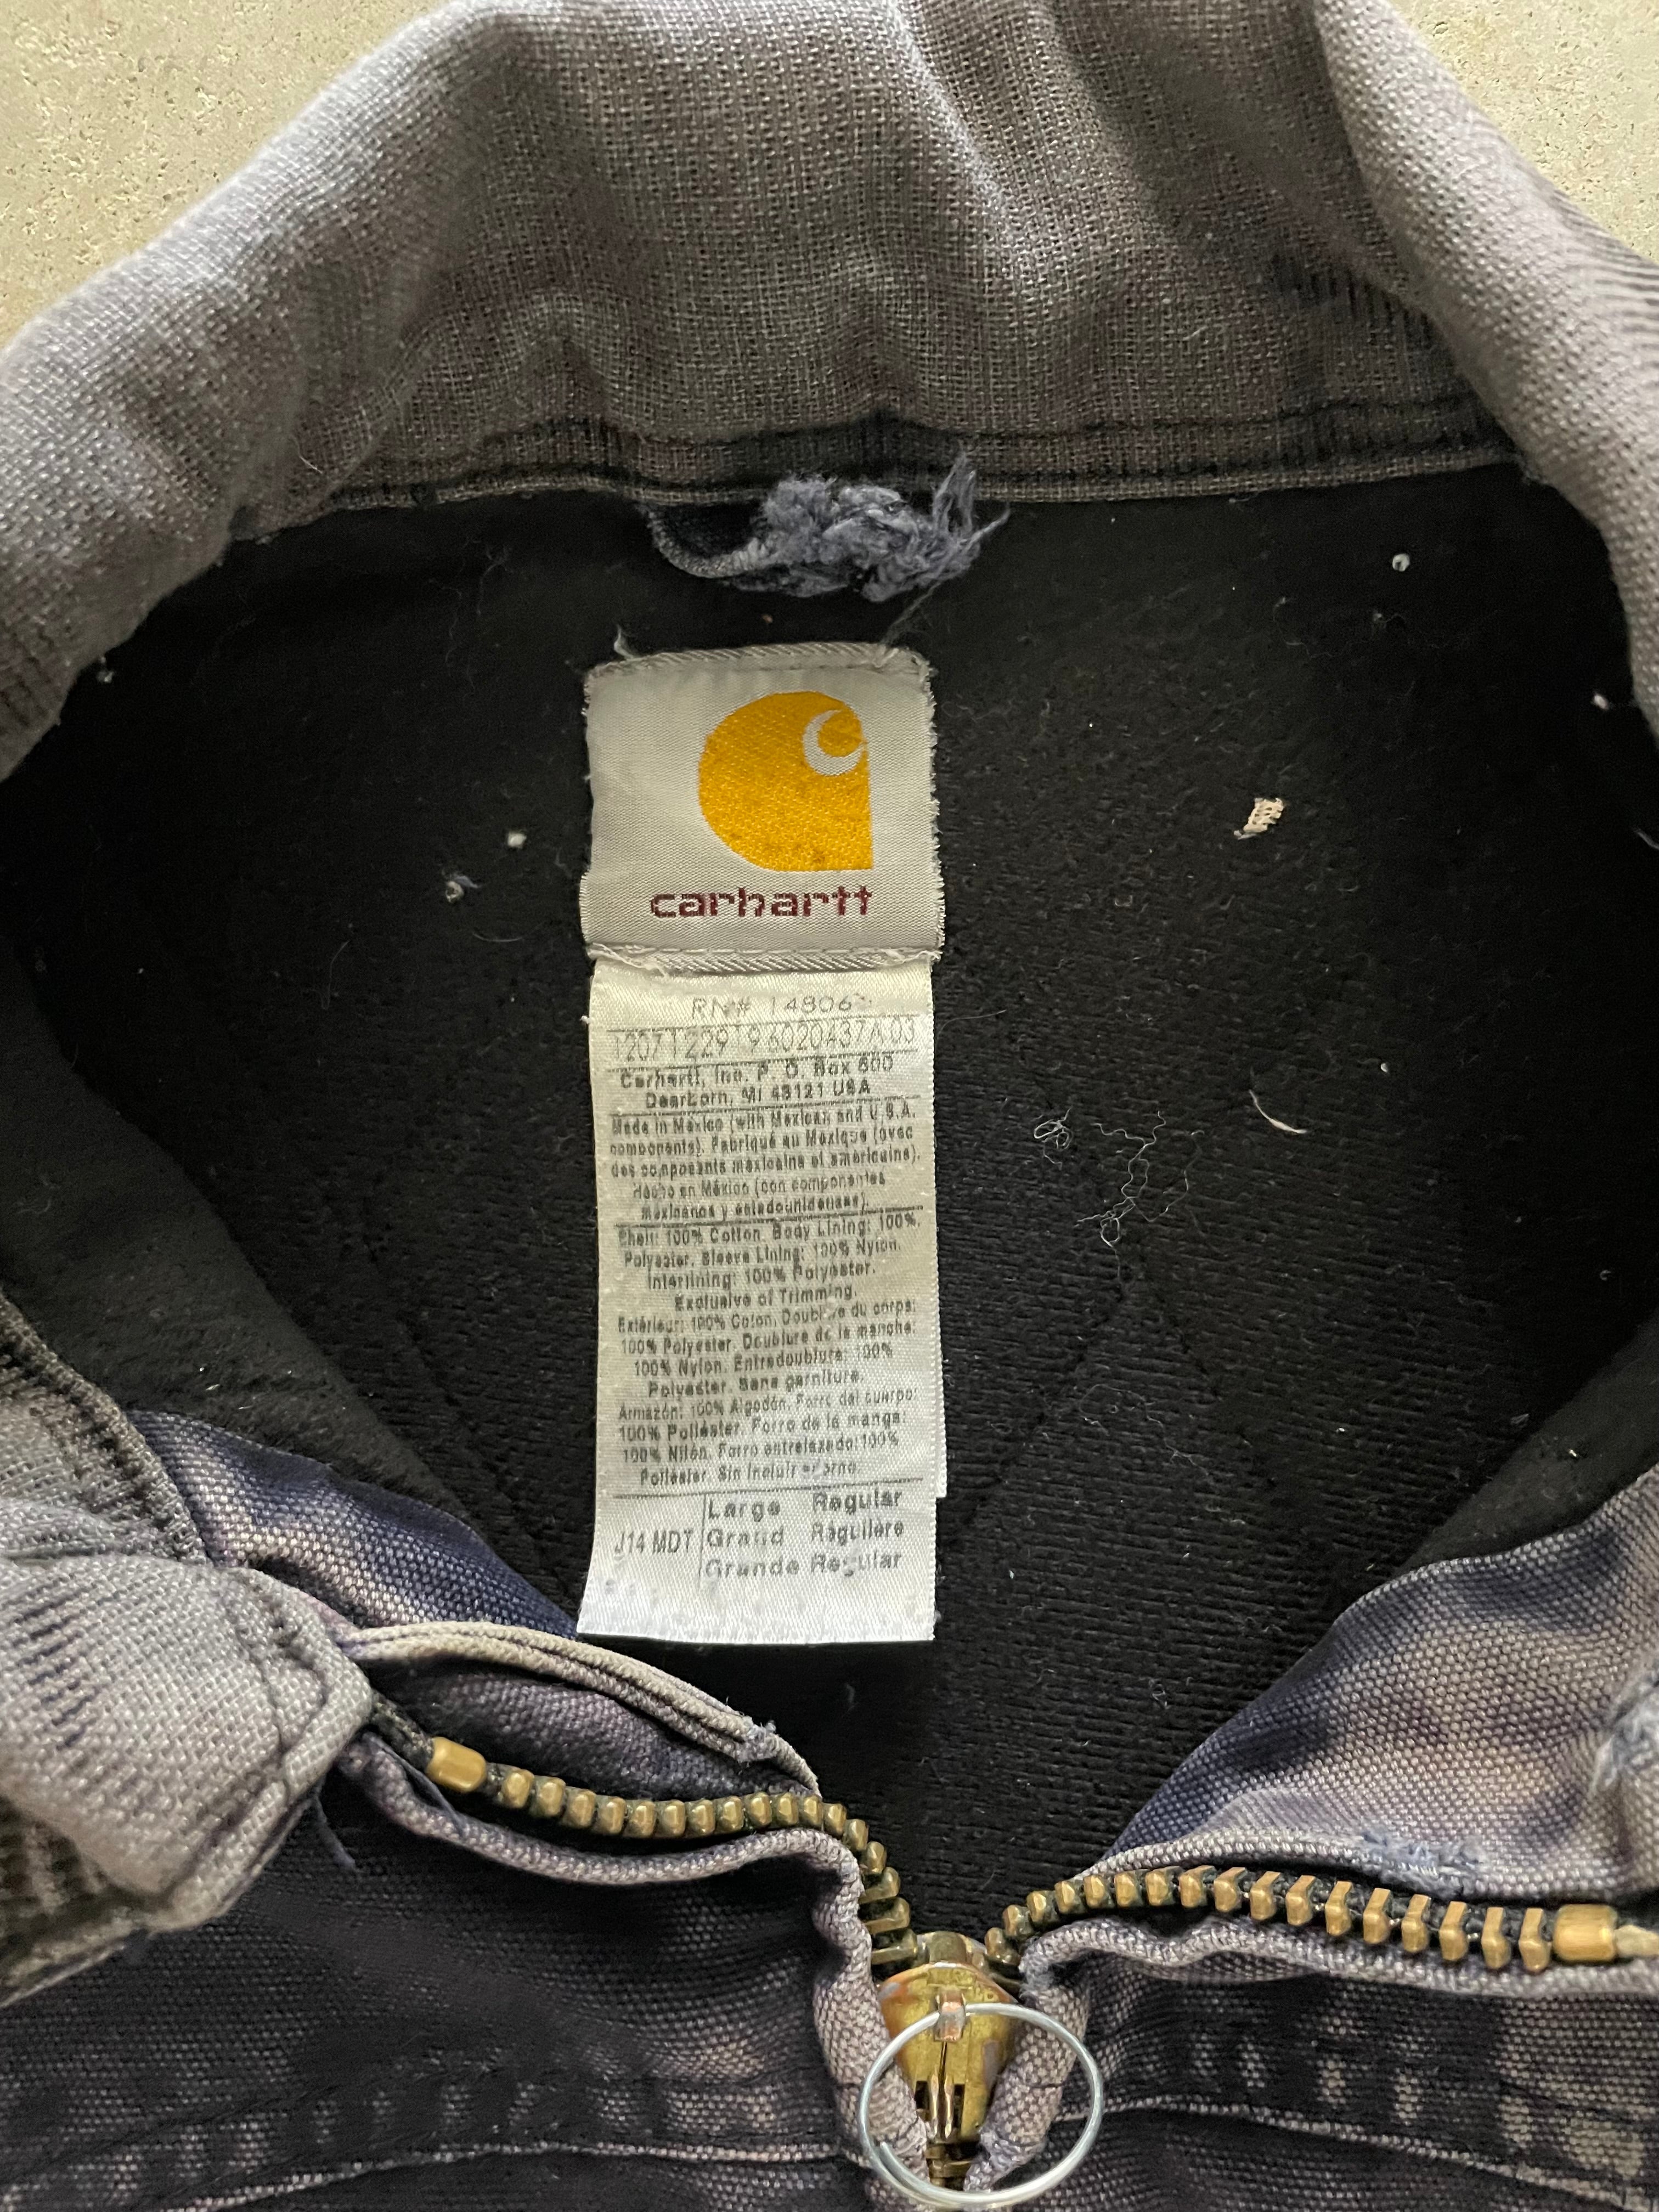 carhartt
RN# 14806
12071229 1 96020437A 03
Carhartt, Inc. P. O. Box 600
Dearborn, MI 48121 USA
Made in Mexico (with Mexican and U.S.A.
components). Fabriqué au Mexique (avec
des composants mexicains et américains).
Hecho en México (con componentes
mexicanos y estadounidenses).
Shell: 100% Cotton. Body Lining: 100%
Polyester. Sleeve Lining: 100% Nylon.
Interlining: 100% Polyester.
Exclusive of Trimming.
Extérieur: 100% Coton. Doublure du corps:
100% Polyester. Doublure de la manche:
100% Nylon. Entredoublure: 100%
Polyester. Sans garniture.
Armazón: 100% Algodón. Forro del cuerpo:
100% Poliéster. Forro de la manga:
100% Nilón. Forro entrelazado: 100%
Poliéster. Sin incluir
J14 MDT
Large Regular
Grand Régulière
Grande Regular